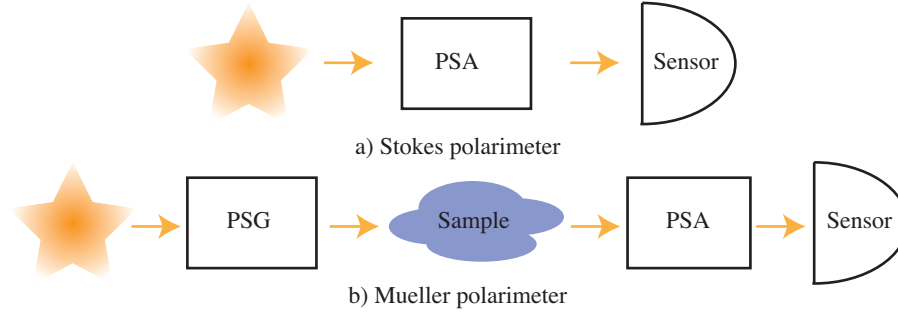 PSA
Sensor
a) Stokes polarimeter
PSG
Sample
PSA
Sensor
b) Mueller polarimeter